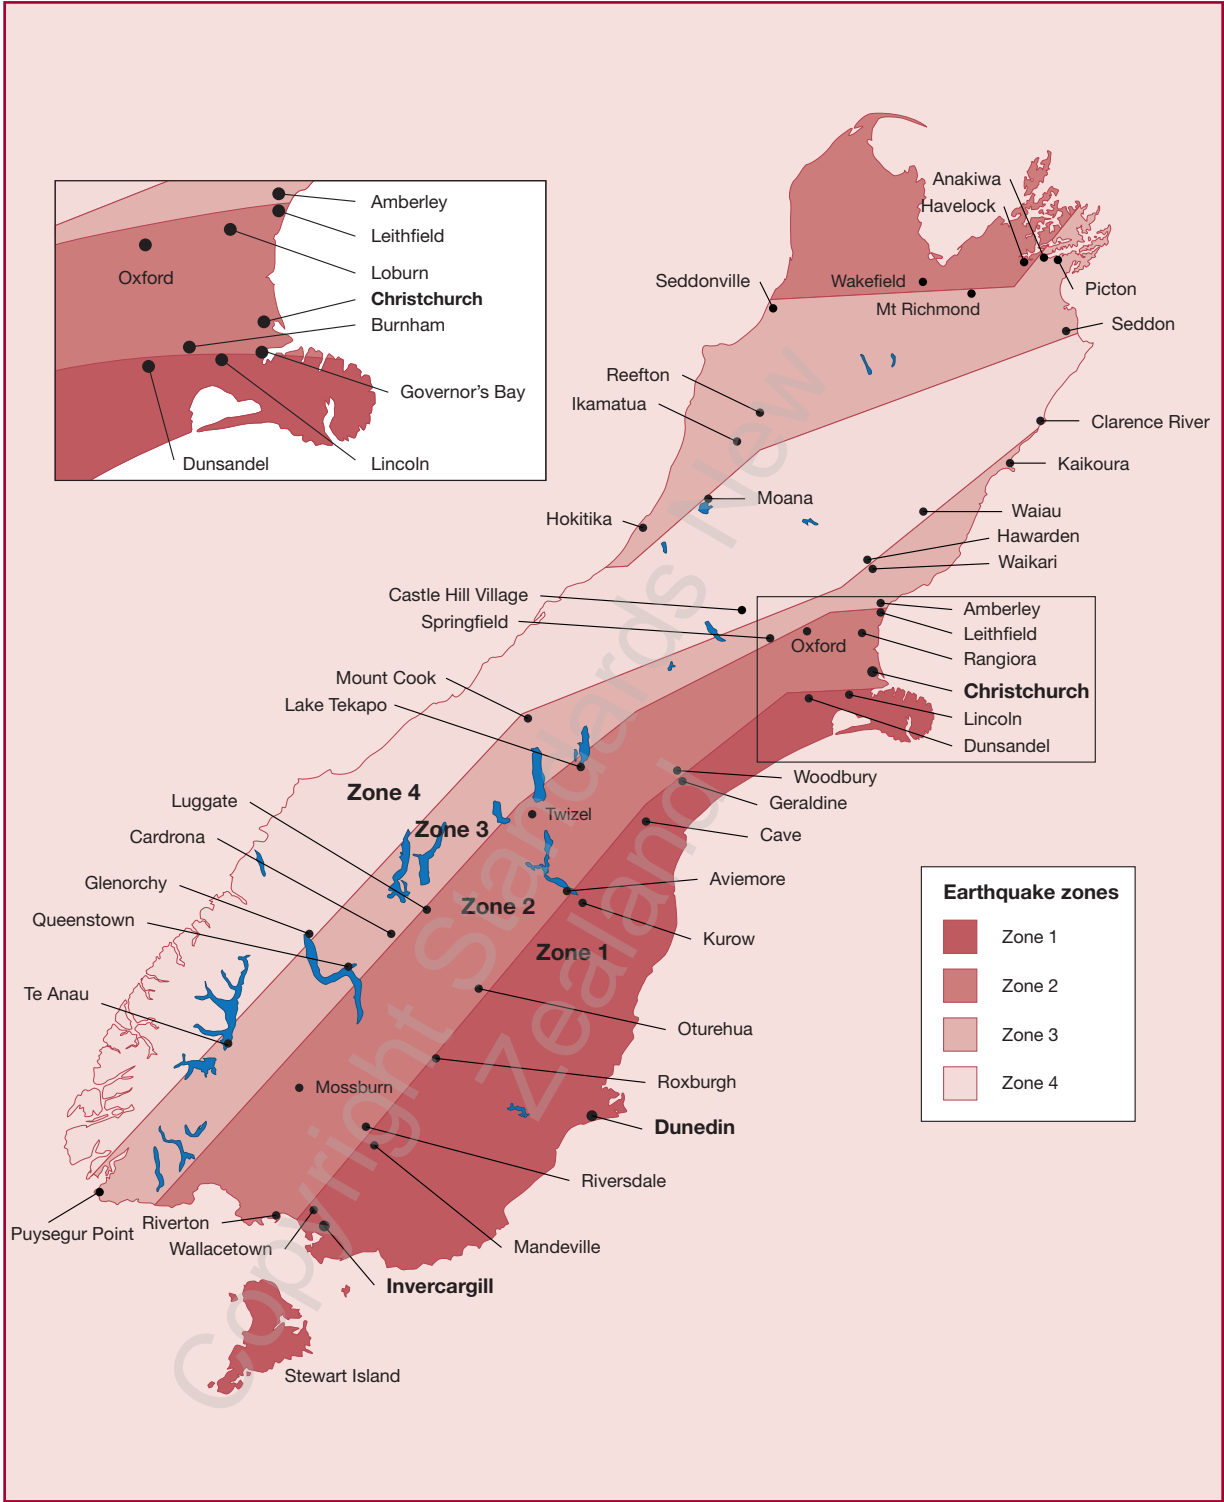 Amberley
Leithfield
Loburn
Oxford
Christchurch
Burnham
Governor's Bay
Dunsandel
Lincoln
Anakiwa
Havelock
Seddonville
Wakefield
Mt Richmond
Picton
Seddon
Reefton
Ikamatua
Clarence River
Kaikoura
Moana
Waiau
Hokitika
Hawarden
Waikari
Castle Hill Village
Springfield
Amberley
Leithfield
Oxford
Rangiora
Mount Cook
Christchurch
Lake Tekapo
Lincoln
Dunsandel
Woodbury
Zone 4
Luggate
Geraldine
Twizel
Zone 3
Cardrona
Cave
Glenorchy
Aviemore
Queenstown
Zone 2
Kurow
Zone 1
Te Anau
Oturehua
Mossburn
Roxburgh
Dunedin
Riversdale
Puysegur Point
Riverton
Wallacetown
Mandeville
Invercargill
Stewart Island
Earthquake zones
Zone 1
Zone 2
Zone 3
Zone 4
Copyright Standards New
Zealand